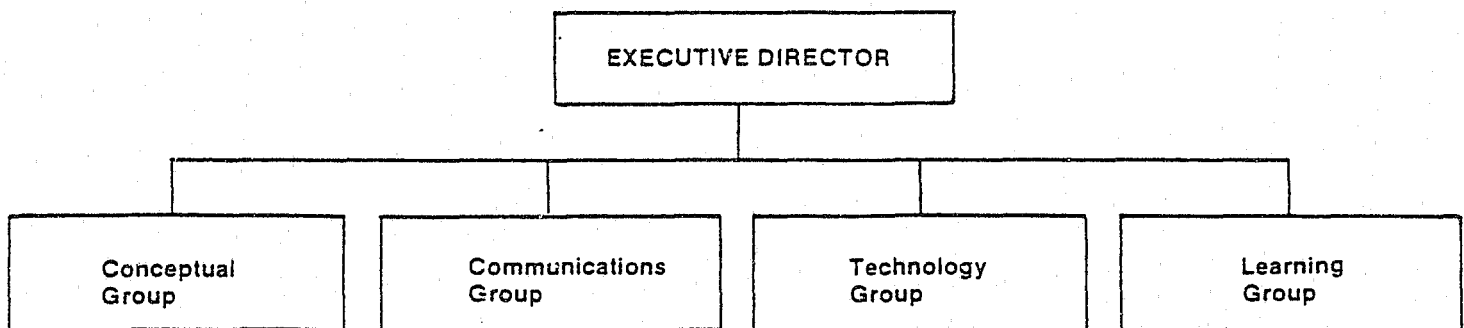 EXECUTIVE DIRECTOR
Conceptual
Group
Communications
Group
Technology
Group
Learning
Group